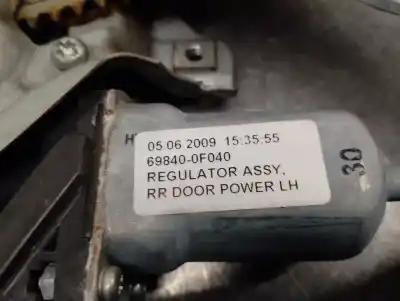 05.06.2009 15:35:55
69840-0F040
REGULATOR ASSY,
RR DOOR POWER LH
30